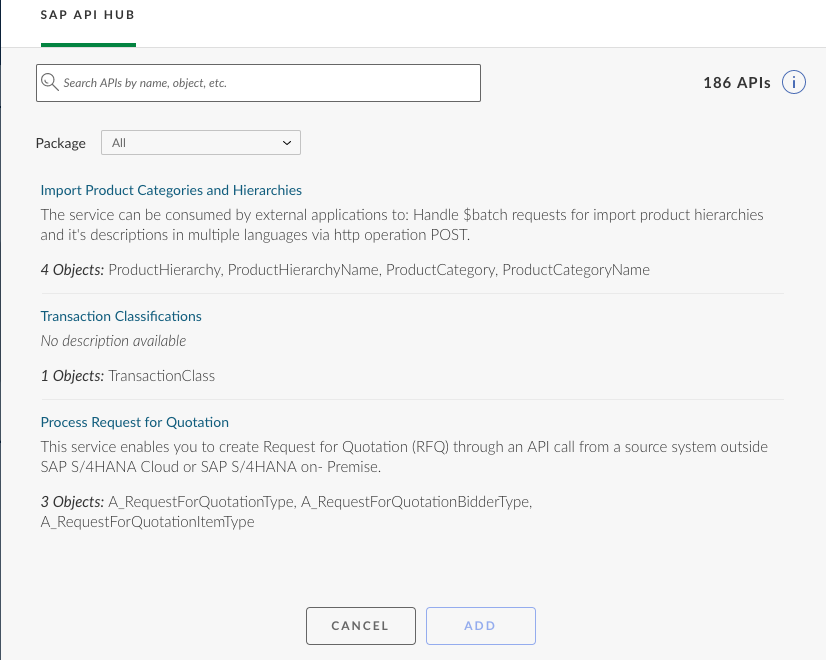 SAP API HUB
Search APIs by name, object, etc.
186 APIs
i
Package
All
Import Product Categories and Hierarchies
The service can be consumed by external applications to: Handle $batch requests for import product hierarchies
and it's descriptions in multiple languages via http operation POST.
4 Objects: ProductHierarchy, ProductHierarchyName, ProductCategory, ProductCategoryName
Transaction Classifications
No description available
1 Objects: TransactionClass
Process Request for Quotation
This service enables you to create Request for Quotation (RFQ) through an API call from a source system outside
SAP S/4HANA Cloud or SAP S/4HANA on- Premise.
3 Objects: A_RequestForQuotationType, A_RequestForQuotationBidderType,
A_RequestForQuotationItemType
CANCEL
ADD